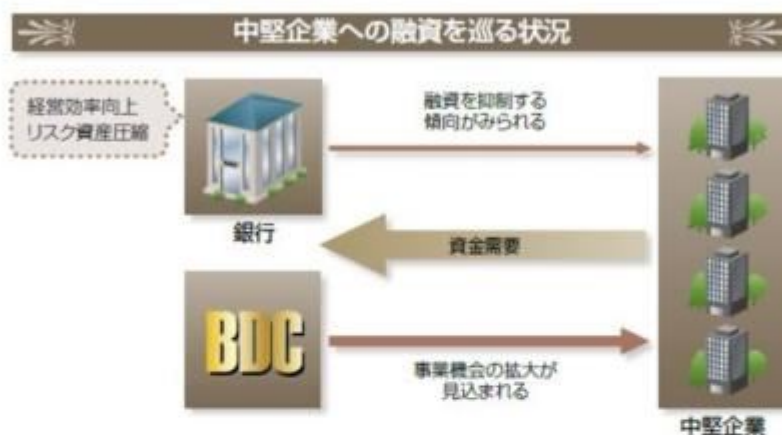 中堅企業への融資を巡る状況
経営効率向上
リスク資産圧縮
融資を抑制する
傾向がみられる
銀行
資金需要
BDC
事業機会の拡大が
見込まれる
中堅企業